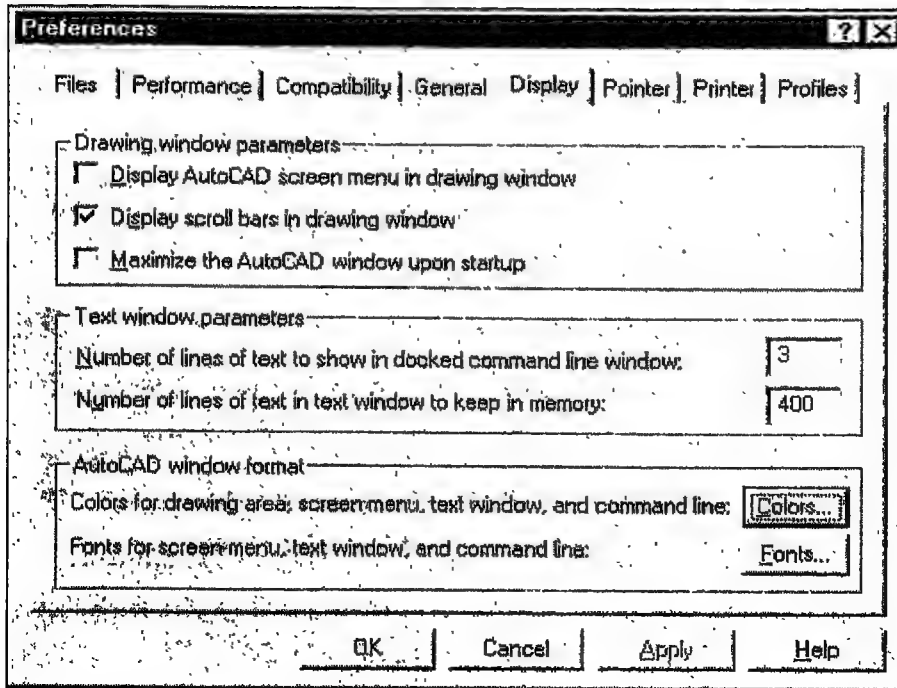 Preferences
Files Performance Compatibility General Display Pointer Printer Profiles
Drawing window parameters
Display AutoCAD screen menu in drawing window
Display scroll bars in drawing window
Maximize the AutoCAD window upon startup
Text window parameters
Number of lines of text to show in docked command line window: 3
Number of lines of text in text window to keep in memory: 400
AutoCAD window format
Colors for drawing area, screen menu, text window, and command line: Colors...
Fonts for screen menu, text window, and command line: Fonts...
OK Cancel Apply Help